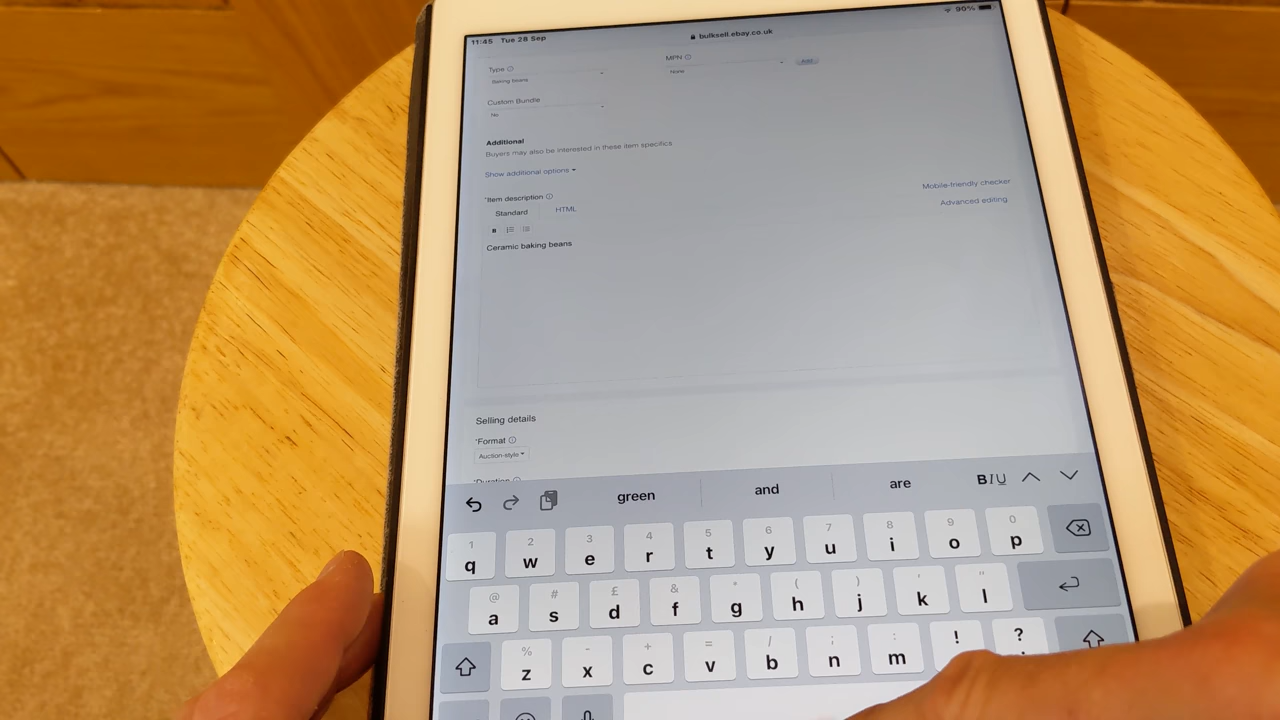 11:45 Tue 28 Sep bulksell.ebay.co.uk 90%
Type MPN
Baking beans None Add
Custom Bundle
No
Additional
Buyers may also be interested in these item specifics
Show additional options
*Item description Mobile-friendly checker
Standard HTML Advanced editing
B
Ceramic baking beans
Selling details
*Format
Auction-style
*Duration
green and are BIU
1 2 3 4 5 6 7 8 9 0
q w e r t y u i o p
@ # £ & * ( ) ' "
a s d f g h j k l
% - + = / ; : ! ?
z x c v b n m .